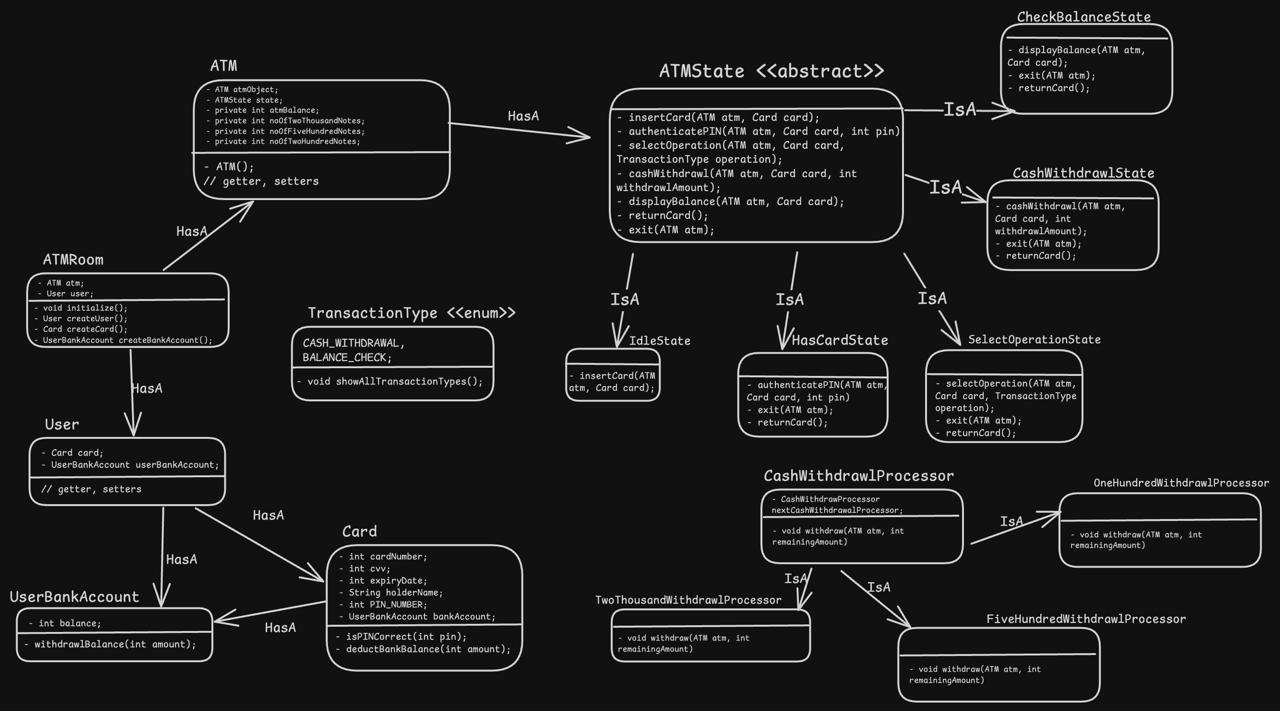 CheckBalanceState
- displayBalance(ATM atm,
Card card);
- exit(ATM atm);
- returnCard();
ATM
- ATM atmObject;
- ATMState state;
- private int atmBalance;
- private int noOfTwoThousandNotes;
- private int noOfFiveHundredNotes;
- private int noOfTwoHundredNotes;
- ATM();
// getter, setters
HasA
ATMState <<abstract>>
- insertCard(ATM atm, Card card);
- authenticatePIN(ATM atm, Card card, int pin)
- selectOperation(ATM atm, Card card,
TransactionType operation);
- cashWithdrawl(ATM atm, Card card, int
withdrawlAmount);
- displayBalance(ATM atm, Card card);
- returnCard();
- exit(ATM atm);
IsA
IsA
CashWithdrawlState
- cashWithdrawl(ATM atm,
Card card, int
withdrawlAmount);
- exit(ATM atm);
- returnCard();
HasA
ATMRoom
- ATM atm;
- User user;
- void initialize();
- User createUser();
- Card createCard();
- UserBankAccount createBankAccount();
TransactionType <<enum>>
CASH_WITHDRAWAL,
BALANCE_CHECK;
- void showAllTransactionTypes();
IsA
IsA
IsA
IdleState
- insertCard(ATM
atm, Card card);
HasCardState
- authenticatePIN(ATM atm,
Card card, int pin)
- exit(ATM atm);
- returnCard();
SelectOperationState
- selectOperation(ATM atm,
Card card, TransactionType
operation);
- exit(ATM atm);
- returnCard();
HasA
User
- Card card;
- UserBankAccount userBankAccount;
// getter, setters
HasA
HasA
Card
- int cardNumber;
- int cvv;
- int expiryDate;
- String holderName;
- int PIN_NUMBER;
- UserBankAccount bankAccount;
- isPINCorrect(int pin);
- deductBankBalance(int amount);
HasA
UserBankAccount
- int balance;
- withdrawlBalance(int amount);
CashWithdrawlProcessor
- CashWithdrawProcessor
nextCashWithdrawalProcessor;
- void withdraw(ATM atm, int
remainingAmount)
IsA
OneHundredWithdrawlProcessor
- void withdraw(ATM atm, int
remainingAmount)
IsA
IsA
TwoThousandWithdrawlProcessor
- void withdraw(ATM atm, int
remainingAmount)
FiveHundredWithdrawlProcessor
- void withdraw(ATM atm, int
remainingAmount)